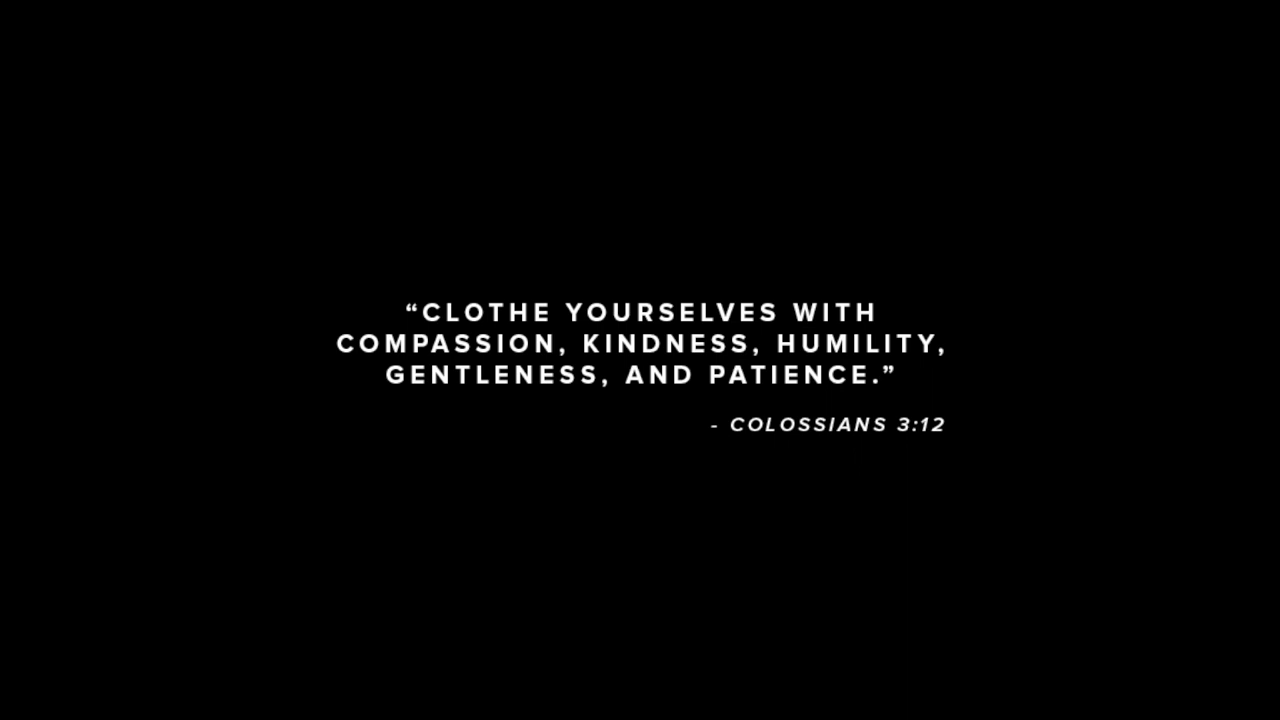 “CLOTHE YOURSELVES WITH
COMPASSION, KINDNESS, HUMILITY,
GENTLENESS, AND PATIENCE.”
- COLOSSIANS 3:12